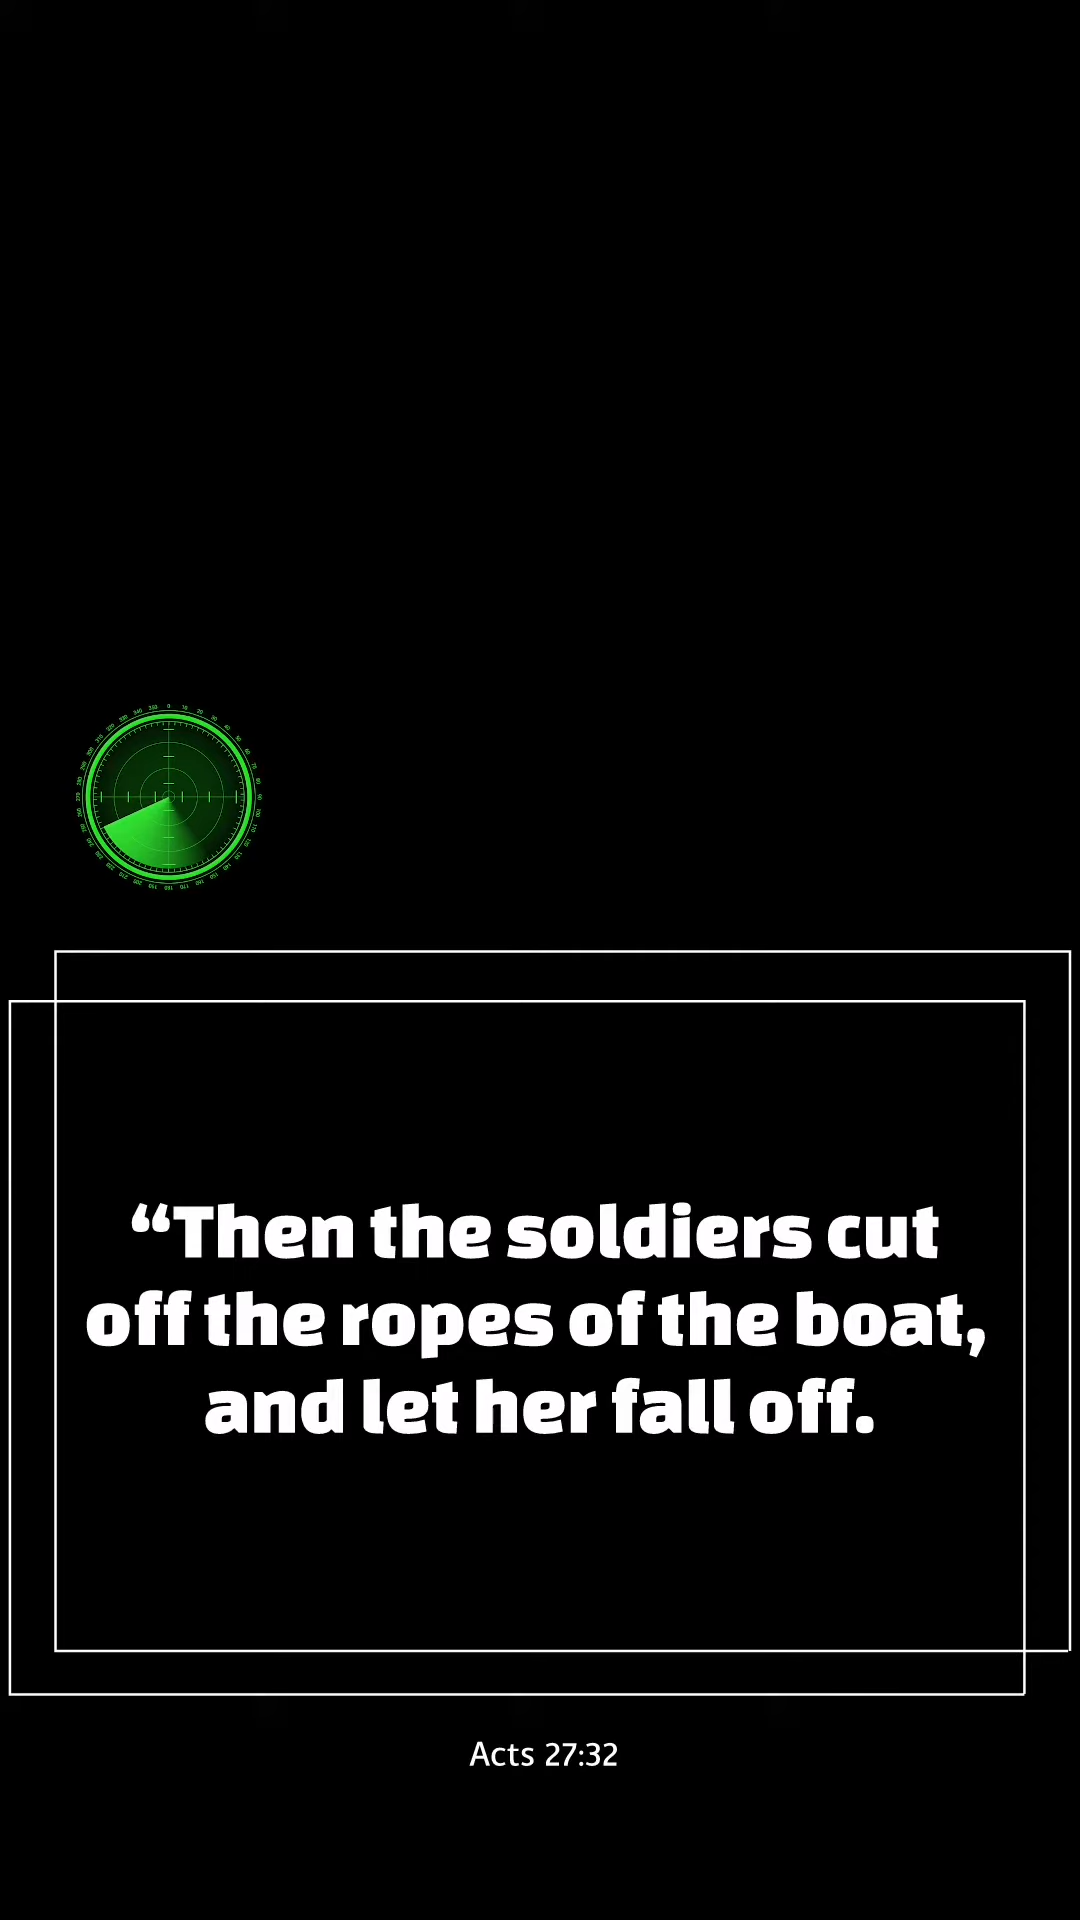 “Then the soldiers cut
off the ropes of the boat,
and let her fall off.
Acts 27:32